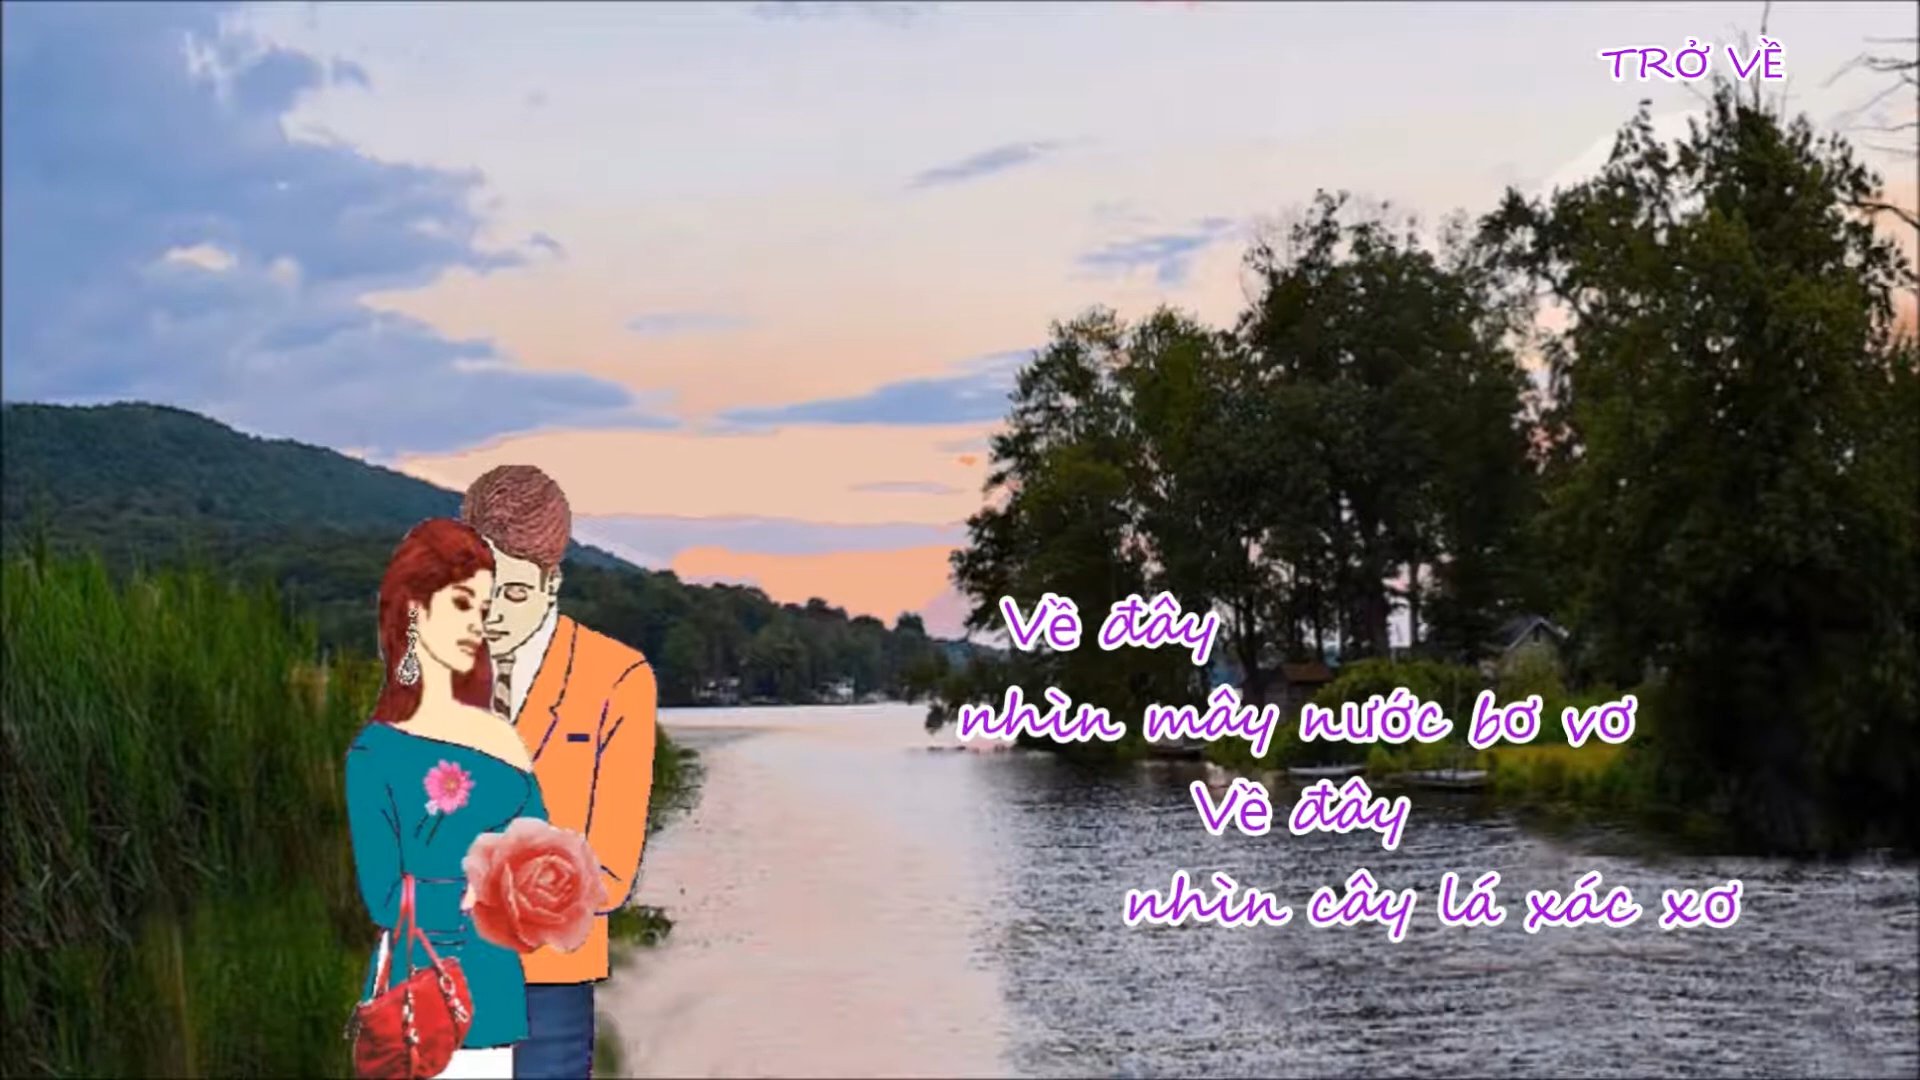 TRỞ VỀ
Về đây
nhìn mây nước bơ vơ
Về đây
nhìn cây lá xác xơ